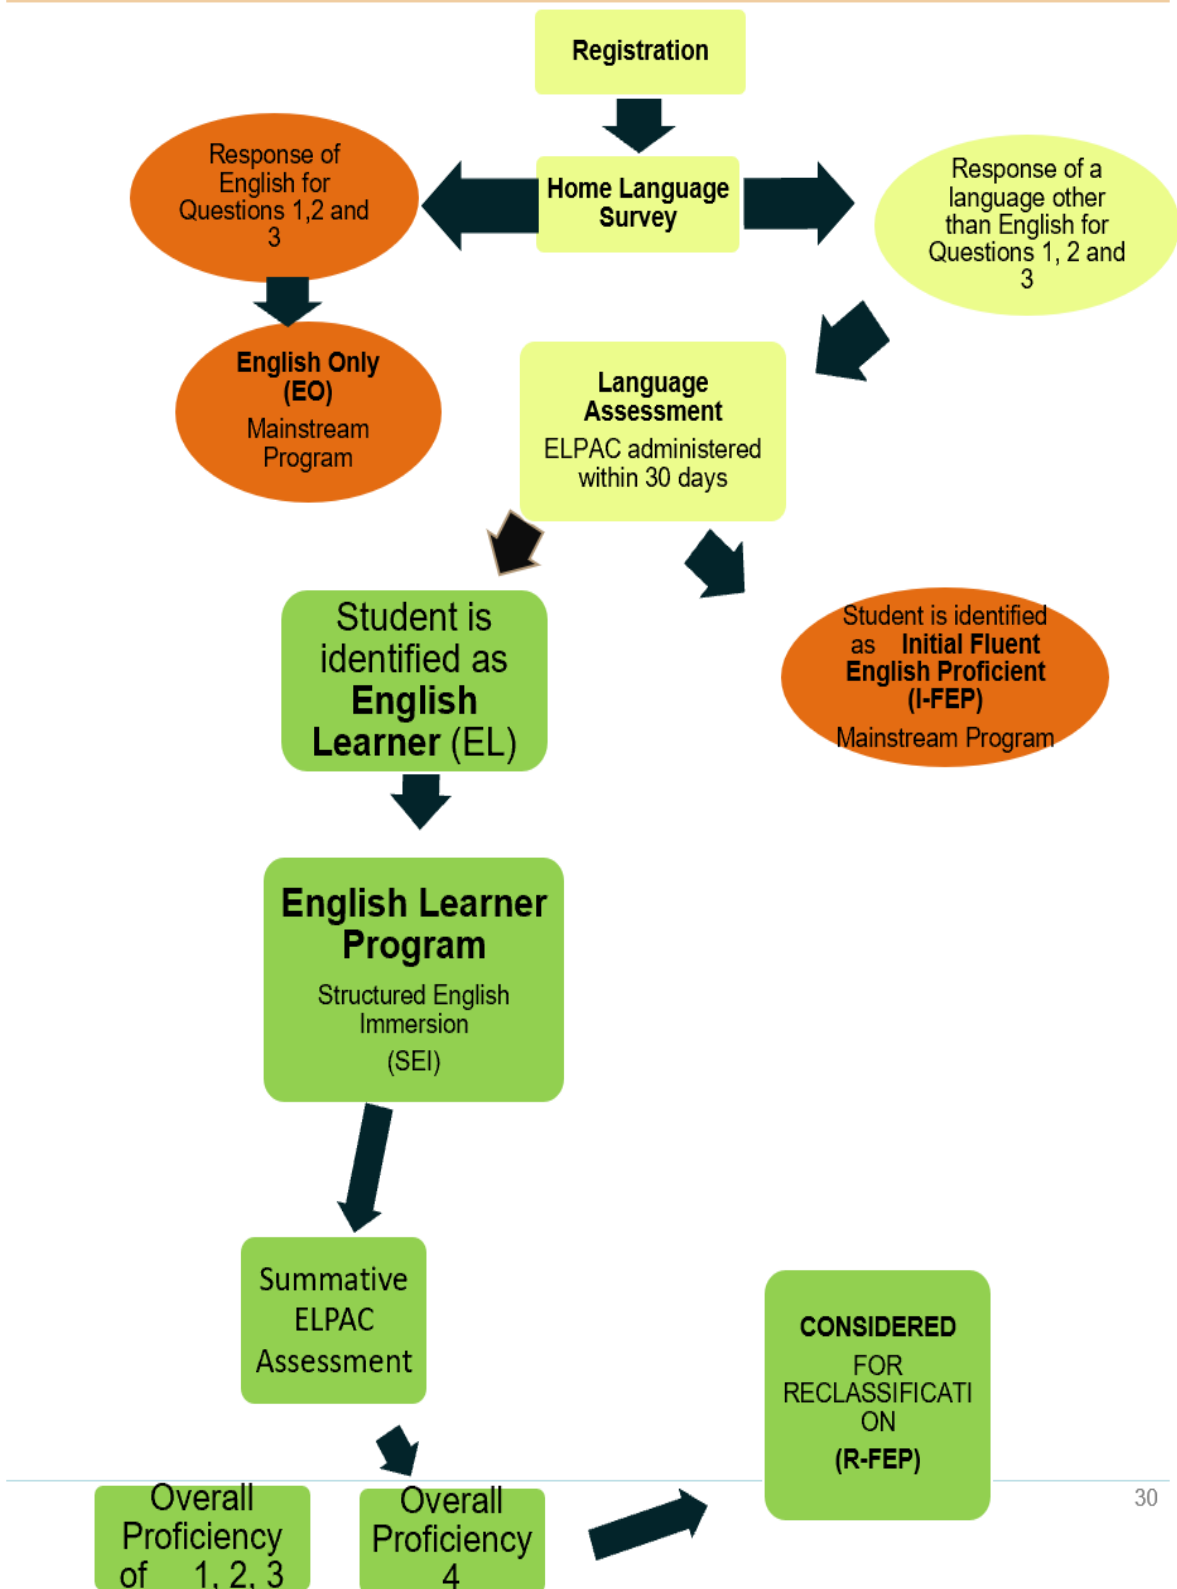 Registration
Response of
English for
Questions 1,2 and
3
Home Language
Survey
Response of a
language other
than English for
Questions 1, 2 and
3
English Only
(EO)
Mainstream
Program
Language
Assessment
ELPAC administered
within 30 days
Student is
identified as
English
Learner (EL)
Student is identified
as Initial Fluent
English Proficient
(I-FEP)
Mainstream Program
English Learner
Program
Structured English
Immersion
(SEI)
Summative
ELPAC
Assessment
CONSIDERED
FOR
RECLASSIFICATI
ON
(R-FEP)
Overall
Proficiency
of 1, 2, 3
Overall
Proficiency
4
30